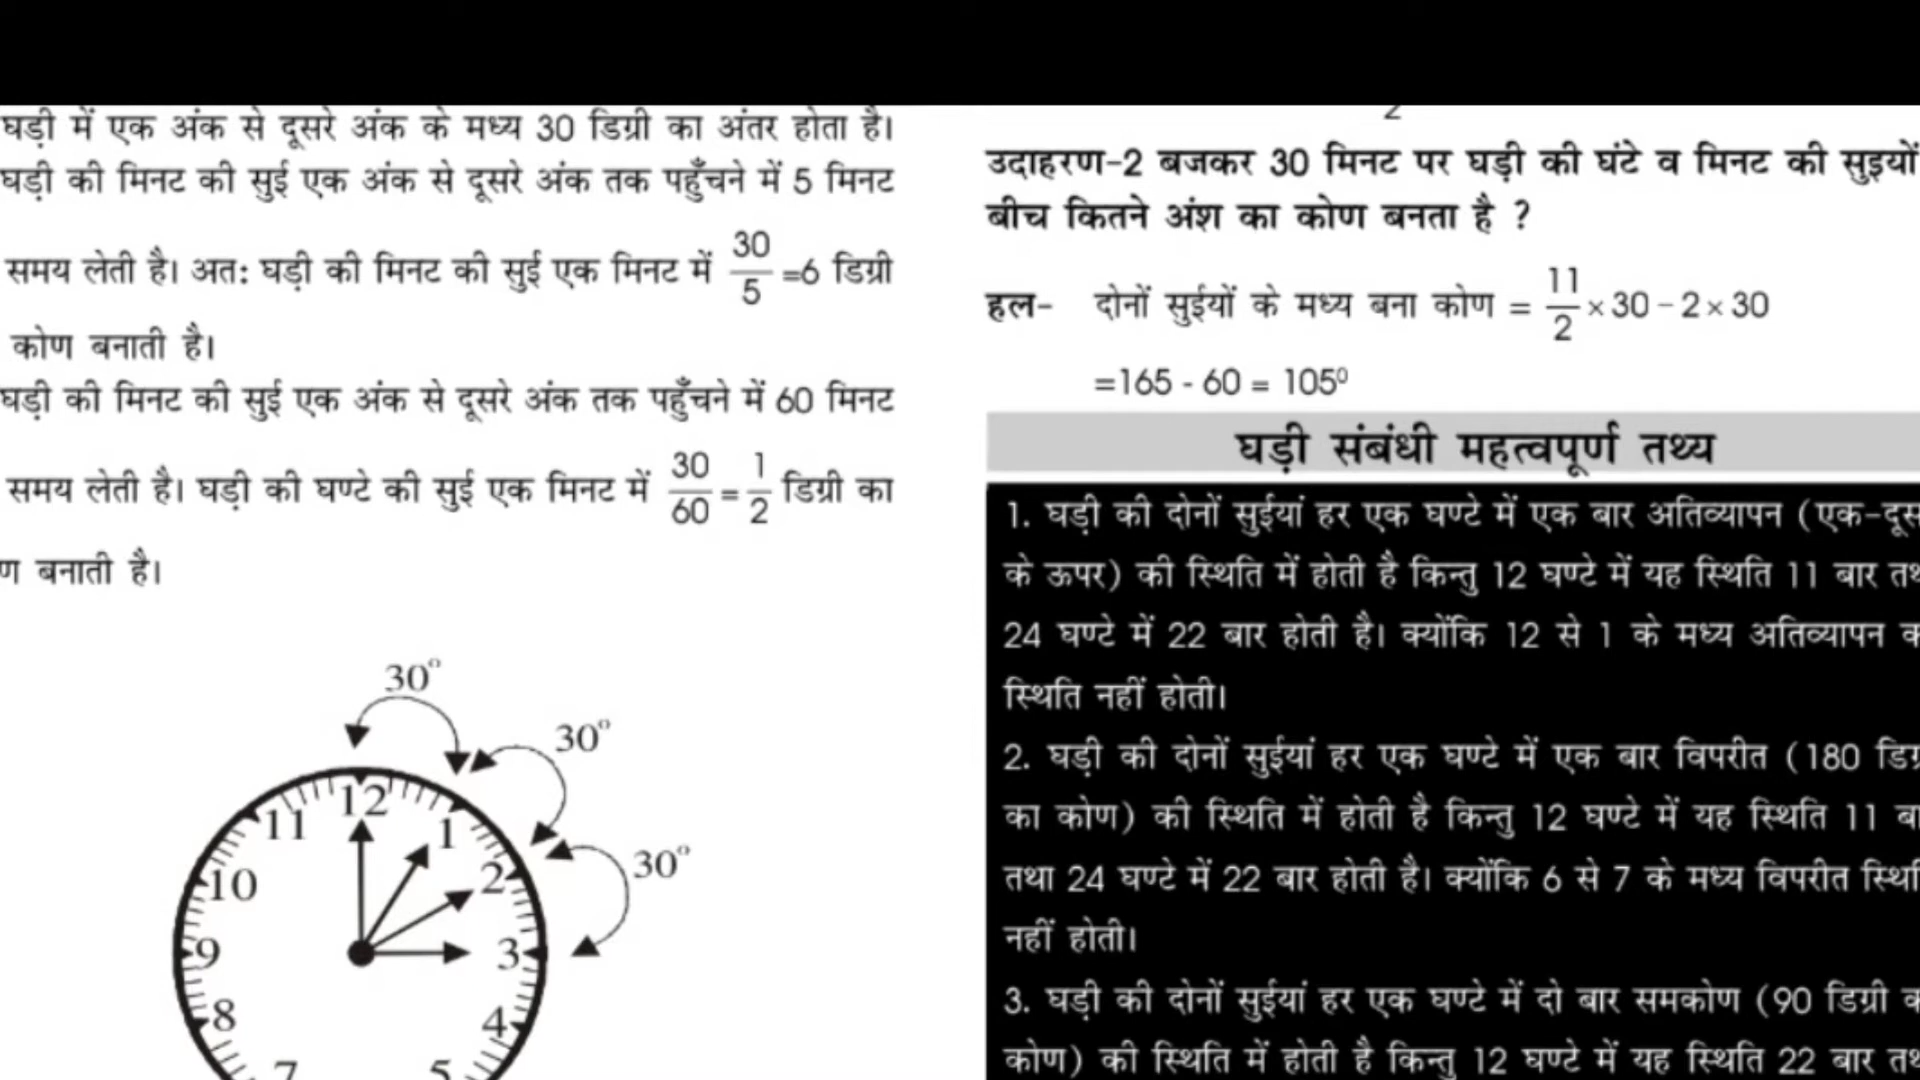 घड़ी में एक अंक से दूसरे अंक के मध्य 30 डिग्री का अंतर होता है।
घड़ी की मिनट की सुई एक अंक से दूसरे अंक तक पहुँचने में 5 मिनट
समय लेती है। अतः घड़ी की मिनट की सुई एक मिनट में 30/5 =6 डिग्री
कोण बनाती है।
घड़ी की मिनट की सुई एक अंक से दूसरे अंक तक पहुँचने में 60 मिनट
समय लेती है। घड़ी की घण्टे की सुई एक मिनट में 30/60 = 1/2 डिग्री का
ण बनाती है।
30°
30°
30°
12
11
1
10
2
9
3
8
4
7
5
उदाहरण-2 बजकर 30 मिनट पर घड़ी की घंटे व मिनट की सुइयों
बीच कितने अंश का कोण बनता है ?
हल- दोनों सुईयों के मध्य बना कोण = 11/2 × 30 – 2 × 30
=165 - 60 = 105⁰
घड़ी संबंधी महत्वपूर्ण तथ्य
1. घड़ी की दोनों सुईयां हर एक घण्टे में एक बार अतिव्यापन (एक-दूस
के ऊपर) की स्थिति में होती है किन्तु 12 घण्टे में यह स्थिति 11 बार
24 घण्टे में 22 बार होती है। क्योंकि 12 से 1 के मध्य अतिव्यापन
स्थिति नहीं होती।
2. घड़ी की दोनों सुईयां हर एक घण्टे में एक बार विपरीत (180
का कोण) की स्थिति में होती है किन्तु 12 घण्टे में यह स्थिति 11 बा
तथा 24 घण्टे में 22 बार होती है। क्योंकि 6 से 7 के मध्य विपरीत
नहीं होती।
3. घड़ी की दोनों सुईयां हर एक घण्टे में दो बार समकोण (90 डिग्री
कोण) की स्थिति में होती है किन्तु 12 घण्टे में यह स्थिति 22 बार